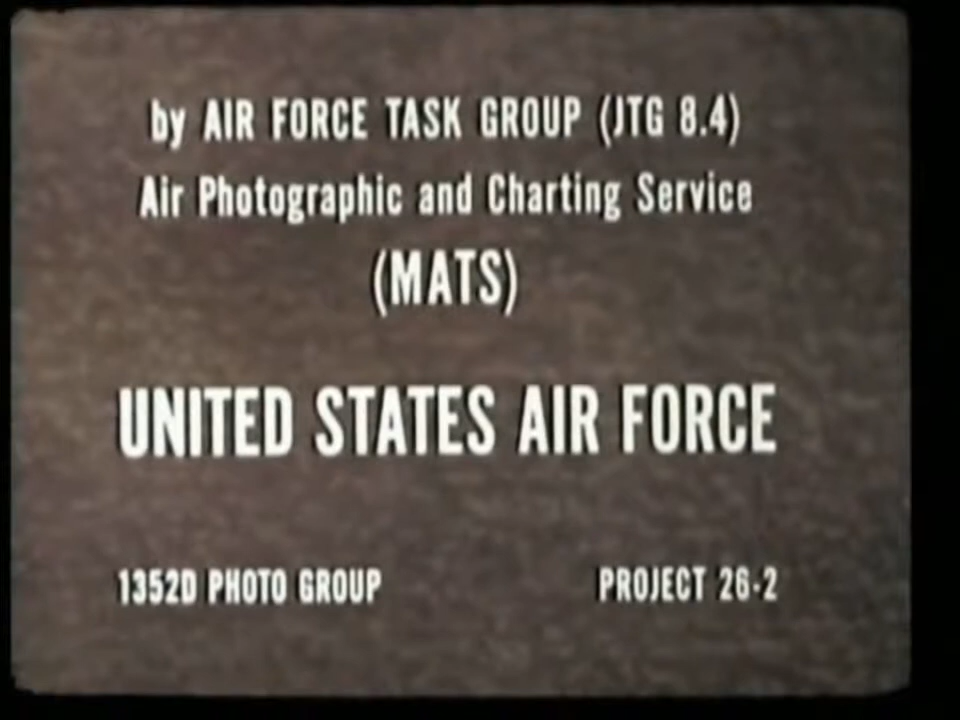 by AIR FORCE TASK GROUP (JTG 8.4)
Air Photographic and Charting Service
(MATS)
UNITED STATES AIR FORCE
1352D PHOTO GROUP
PROJECT 26-2